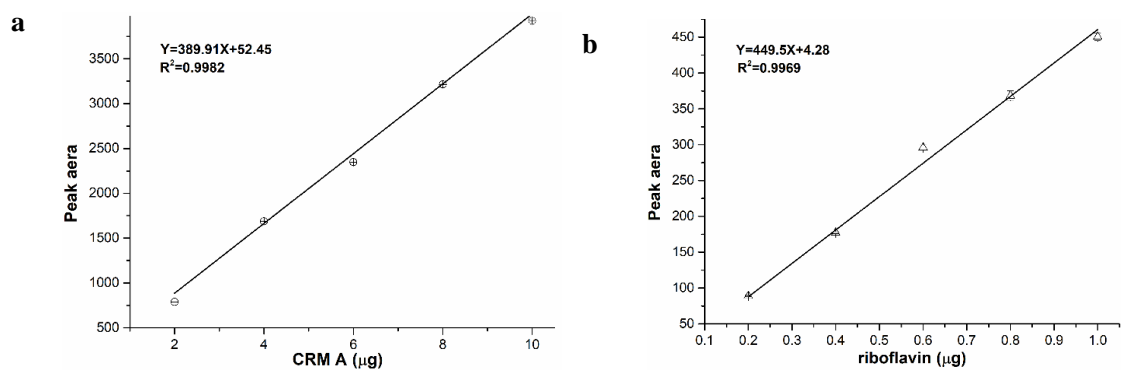 a
Y=389.91X+52.45
R²=0.9982
3500
3000
2500
2000
1500
1000
500
Peak aera
2 4 6 8 10
CRM A (μg)
b
Y=449.5X+4.28
R²=0.9969
450
400
350
300
250
200
150
100
50
Peak aera
0.1 0.2 0.3 0.4 0.5 0.6 0.7 0.8 0.9 1.0
riboflavin (μg)